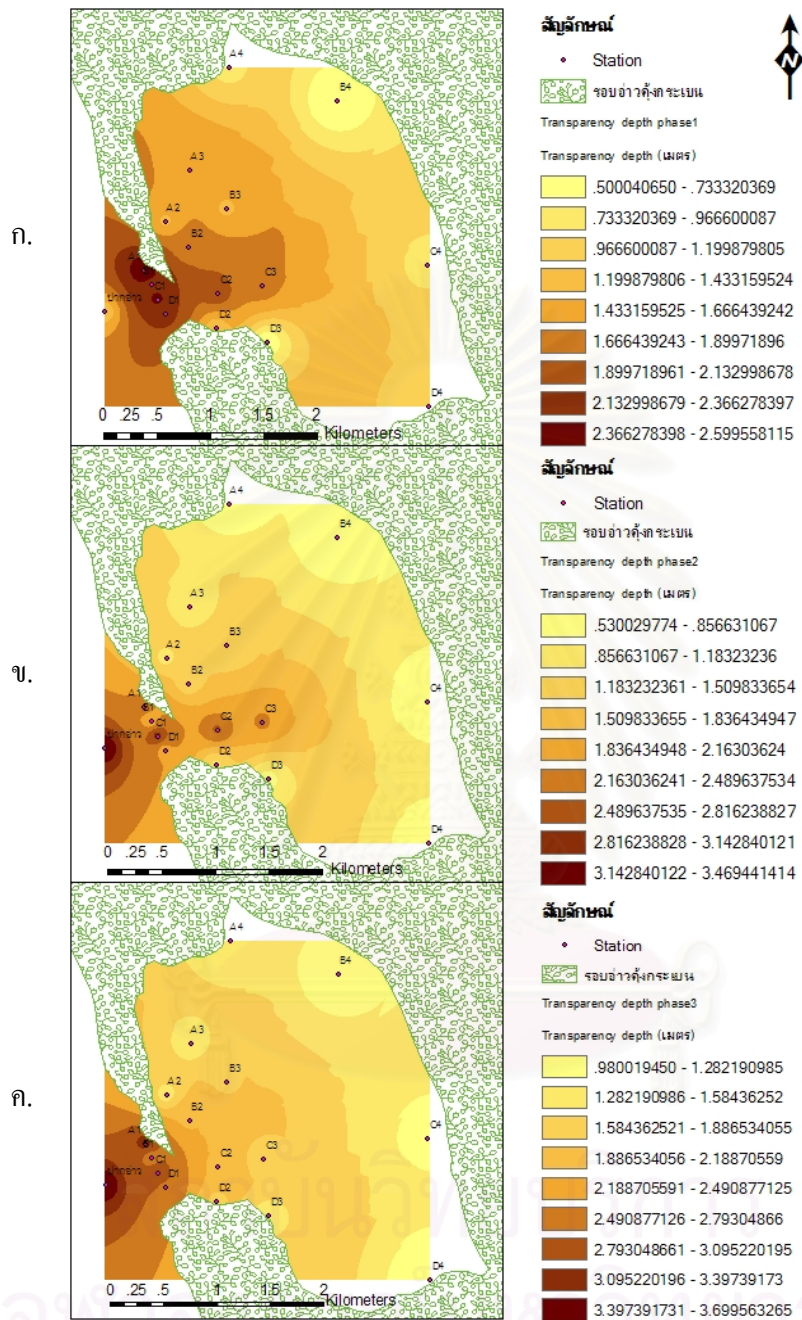 ก.
A4
B4
A3
B3
A2
B2
A1
B1
C1
C2
C3
C4
ปากอ่าว
D1
D2
D3
D4
0 .25 .5 1 1.5 2
Kilometers
สัญลักษณ์
N
Station
รอบอ่าวคุ้งกระเบน
Transparency depth phase1
Transparency depth (เมตร)
.500040650 - .733320369
.733320369 - .966600087
.966600087 - 1.199879805
1.199879806 - 1.433159524
1.433159525 - 1.666439242
1.666439243 - 1.89971896
1.899718961 - 2.132998678
2.132998679 - 2.366278397
2.366278398 - 2.599558115
ข.
A4
B4
A3
B3
A2
B2
A1
B1
C1
C2
C3
C4
ปากอ่าว
D1
D2
D3
D4
0 .25 .5 1 1.5 2
Kilometers
สัญลักษณ์
Station
รอบอ่าวคุ้งกระเบน
Transparency depth phase2
Transparency depth (เมตร)
.530029774 - .856631067
.856631067 - 1.18323236
1.183232361 - 1.509833654
1.509833655 - 1.836434947
1.836434948 - 2.16303624
2.163036241 - 2.489637534
2.489637535 - 2.816238827
2.816238828 - 3.142840121
3.142840122 - 3.469441414
ค.
A4
B4
A3
B3
A2
B2
A1
B1
C1
C2
C3
C4
ปากอ่าว
D1
D2
D3
D4
0 .25 .5 1 1.5 2
Kilometers
สัญลักษณ์
Station
รอบอ่าวคุ้งกระเบน
Transparency depth phase3
Transparency depth (เมตร)
.980019450 - 1.282190985
1.282190986 - 1.58436252
1.584362521 - 1.886534055
1.886534056 - 2.18870559
2.188705591 - 2.490877125
2.490877126 - 2.79304866
2.793048661 - 3.095220195
3.095220196 - 3.39739173
3.397391731 - 3.699563265